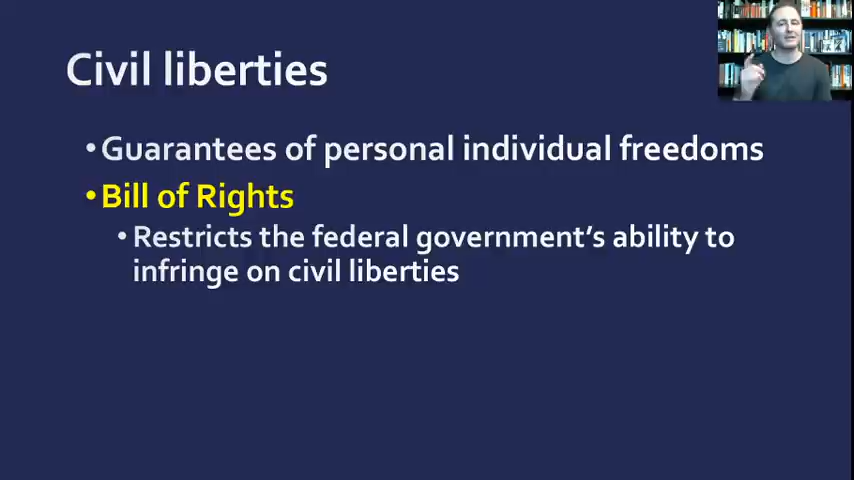 Civil liberties
•Guarantees of personal individual freedoms
•Bill of Rights
•Restricts the federal government’s ability to
infringe on civil liberties